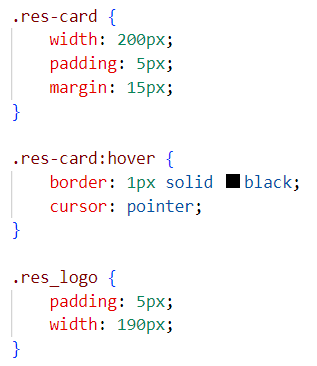 .res-card {
    width: 200px;
    padding: 5px;
    margin: 15px;
}

.res-card:hover {
    border: 1px solid black;
    cursor: pointer;
}

.res_logo {
    padding: 5px;
    width: 190px;
}